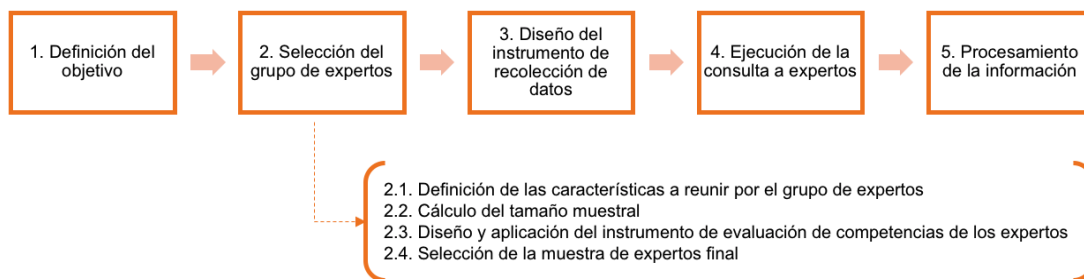 1. Definición del
objetivo
2. Selección del
grupo de expertos
3. Diseño del
instrumento de
recolección de
datos
4. Ejecución de la
consulta a expertos
5. Procesamiento
de la información
2.1. Definición de las características a reunir por el grupo de expertos
2.2. Cálculo del tamaño muestral
2.3. Diseño y aplicación del instrumento de evaluación de competencias de los expertos
2.4. Selección de la muestra de expertos final